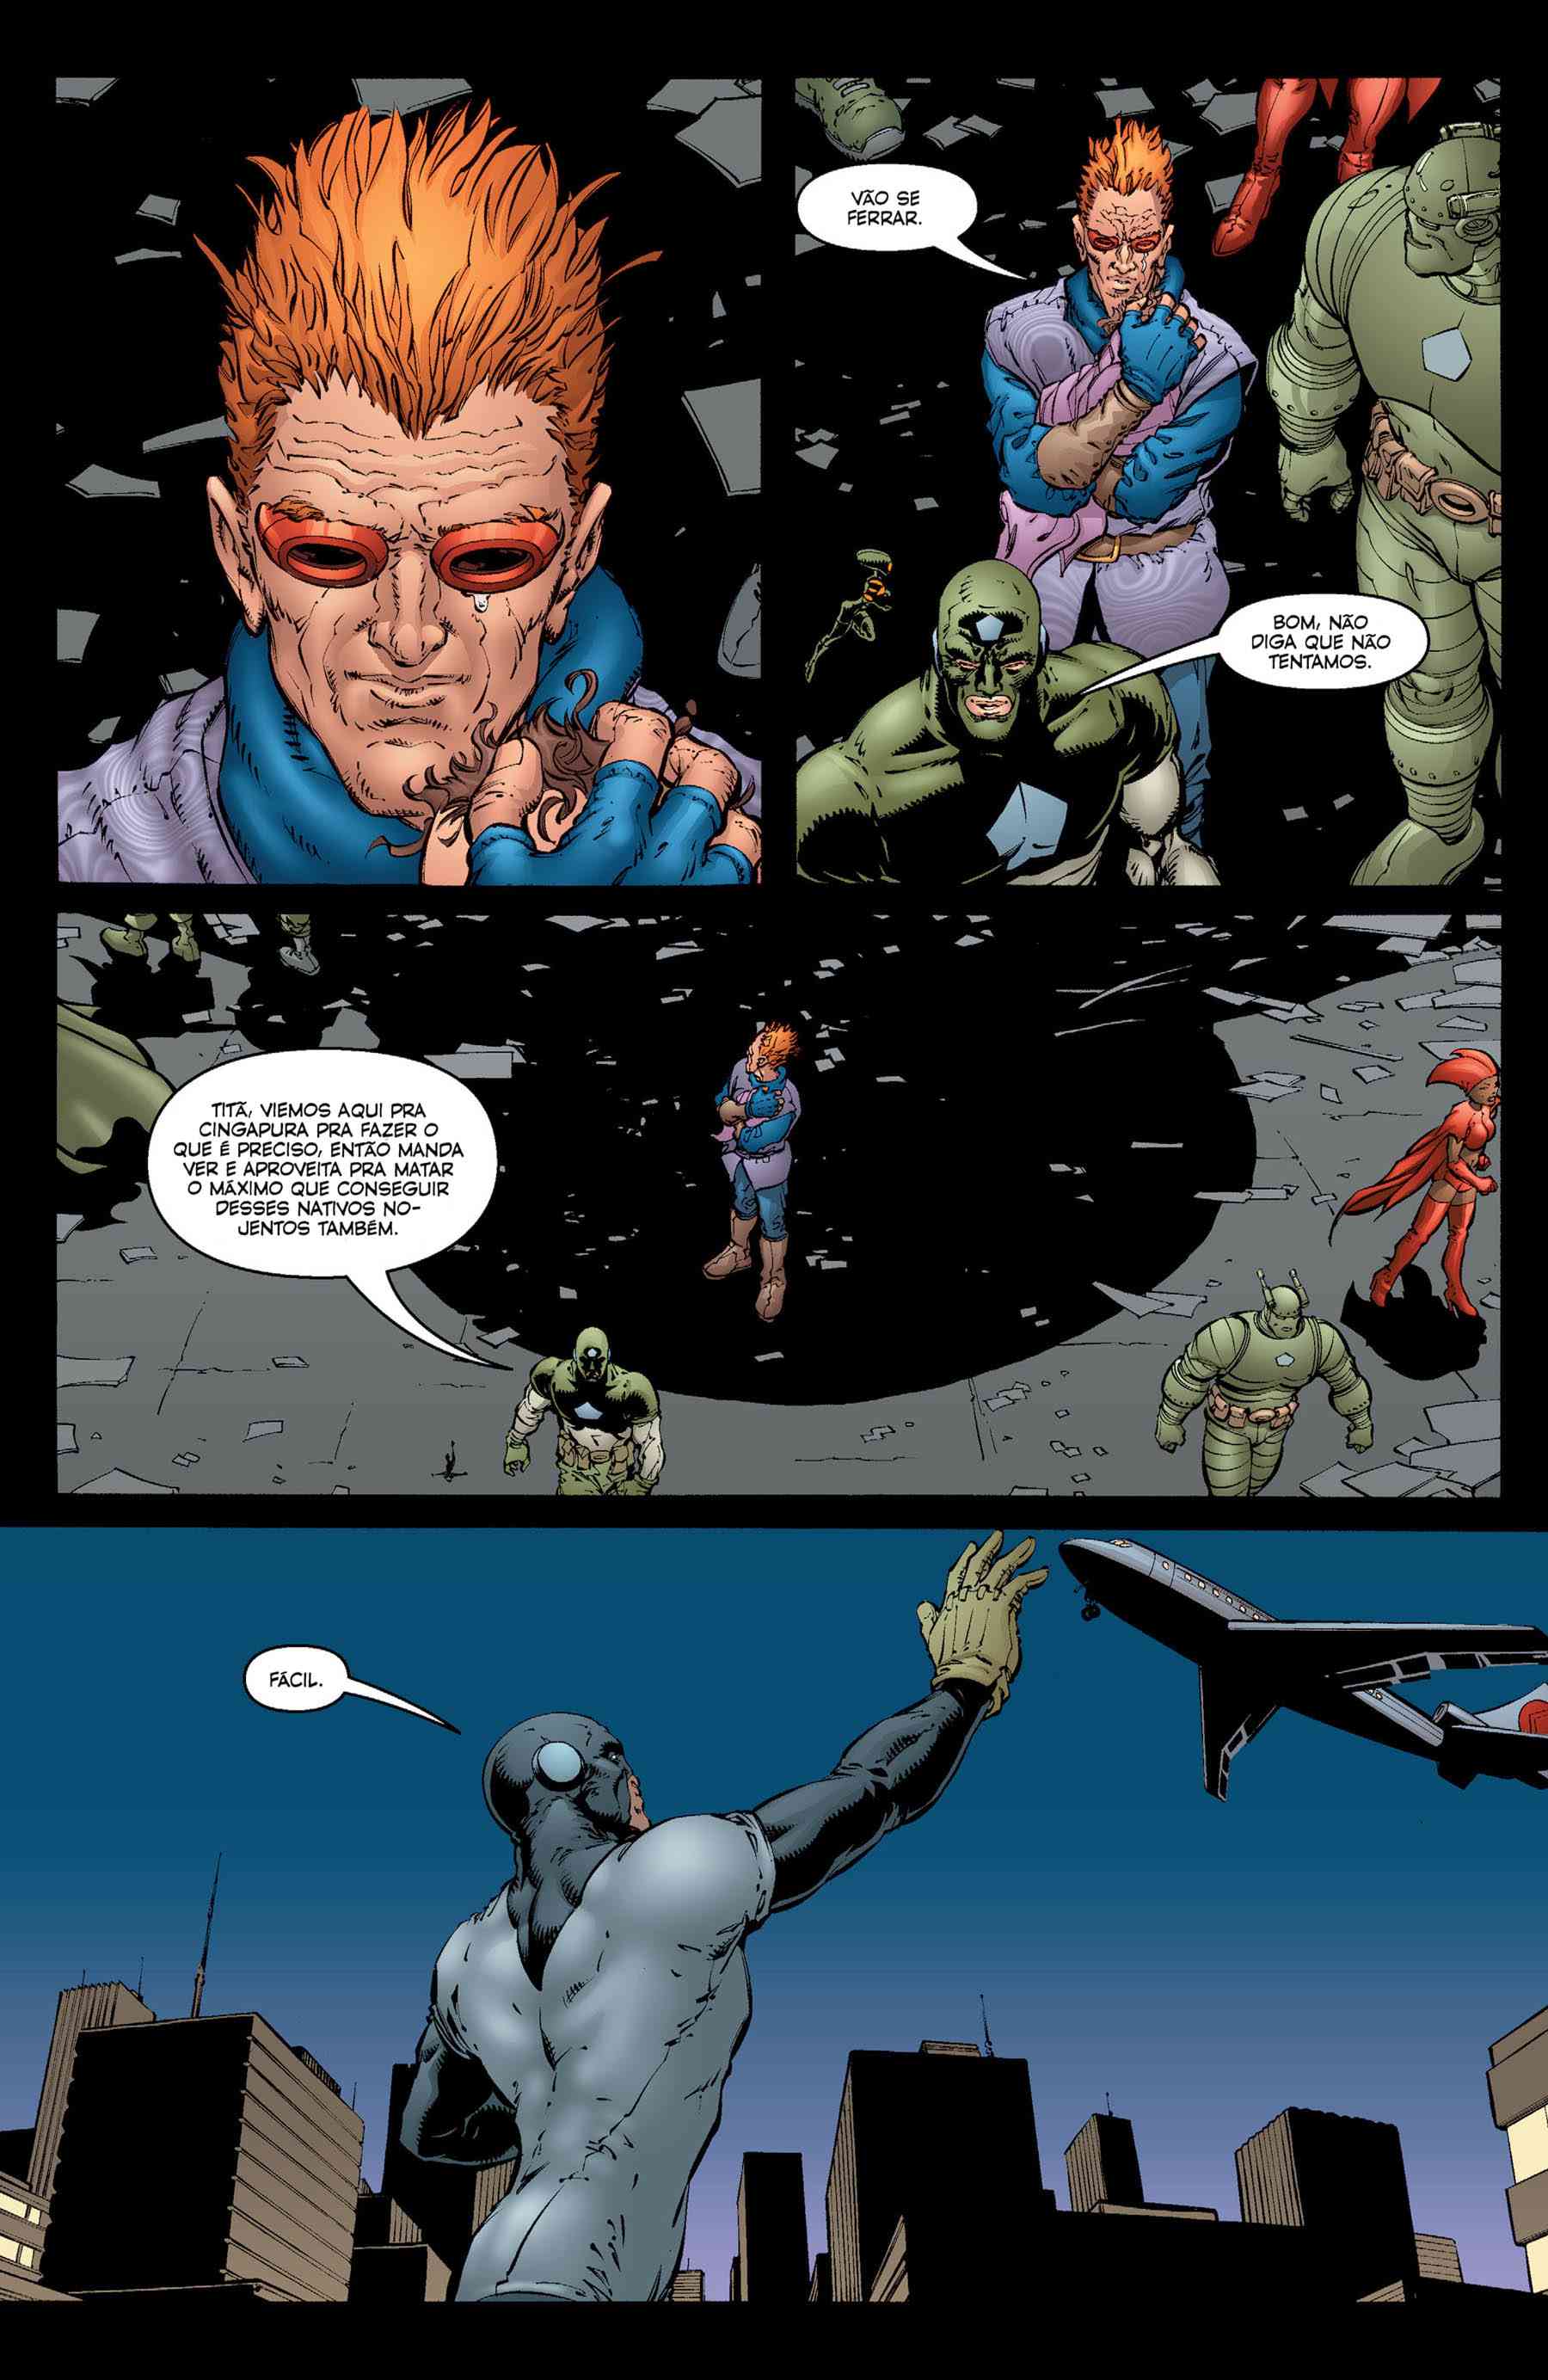 VÃO SE
FERRAR.
BOM, NÃO
DIGA QUE NÃO
TENTAMOS.
TITÃ, VIEMOS AQUI PRA
CINGAPURA PRA FAZER O
QUE É PRECISO, ENTÃO MANDA
VER E APROVEITA PRA MATAR
O MÁXIMO QUE CONSEGUIR
DESSES NATIVOS NO-
JENTOS TAMBÉM.
FÁCIL.